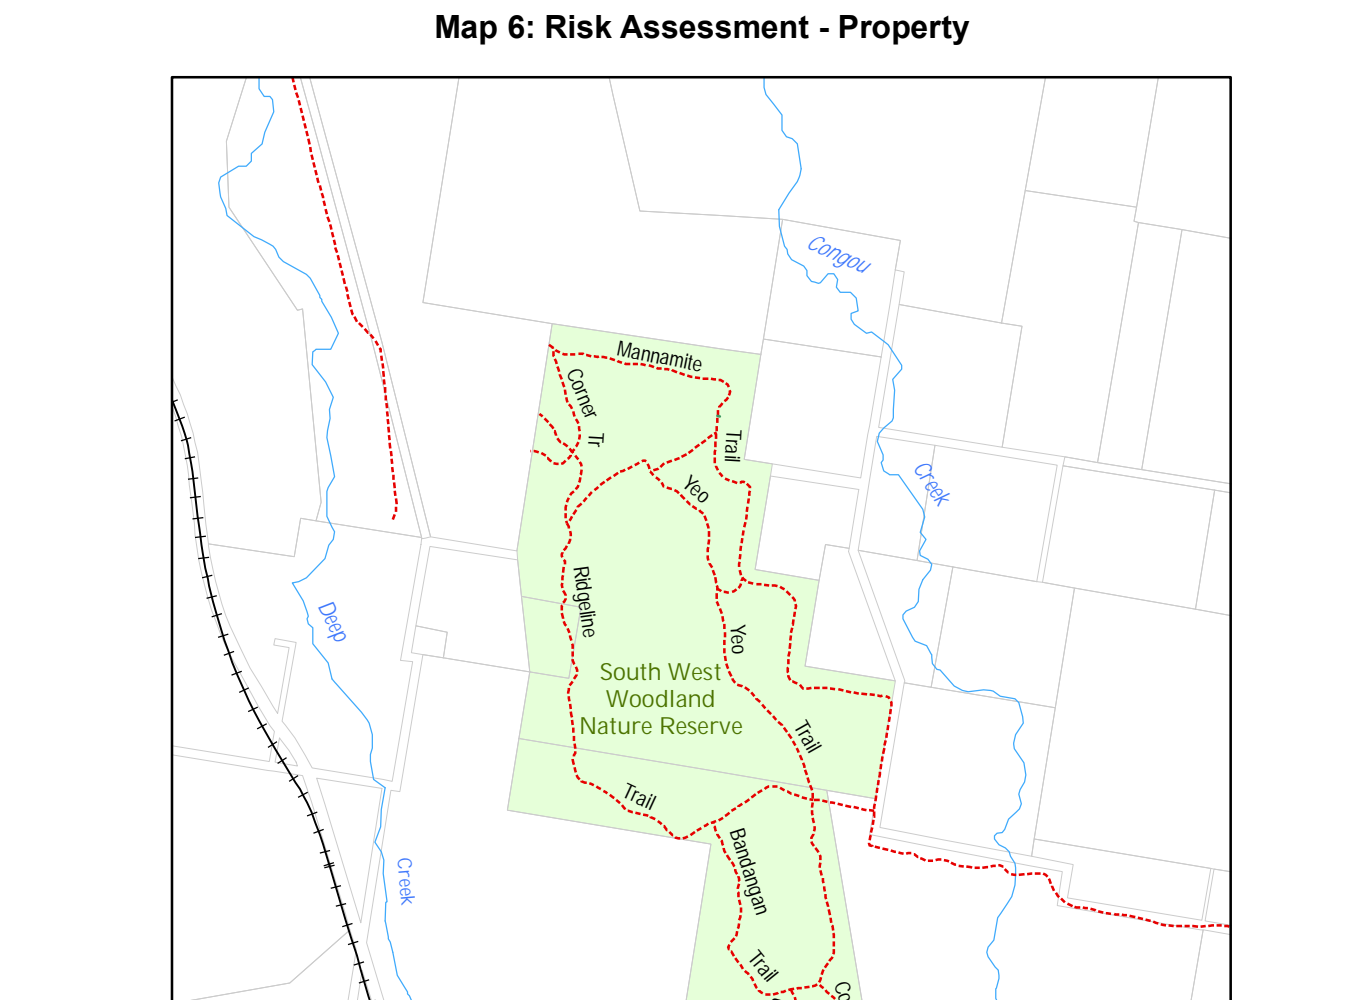 Map 6: Risk Assessment - Property
Congou
Mannamite
Corner
Tr
Trail
Yeo
Creek
Ridgeline
Deep
Yeo
South West
Woodland
Nature Reserve
Trail
Trail
Bandangan
Creek
Trail